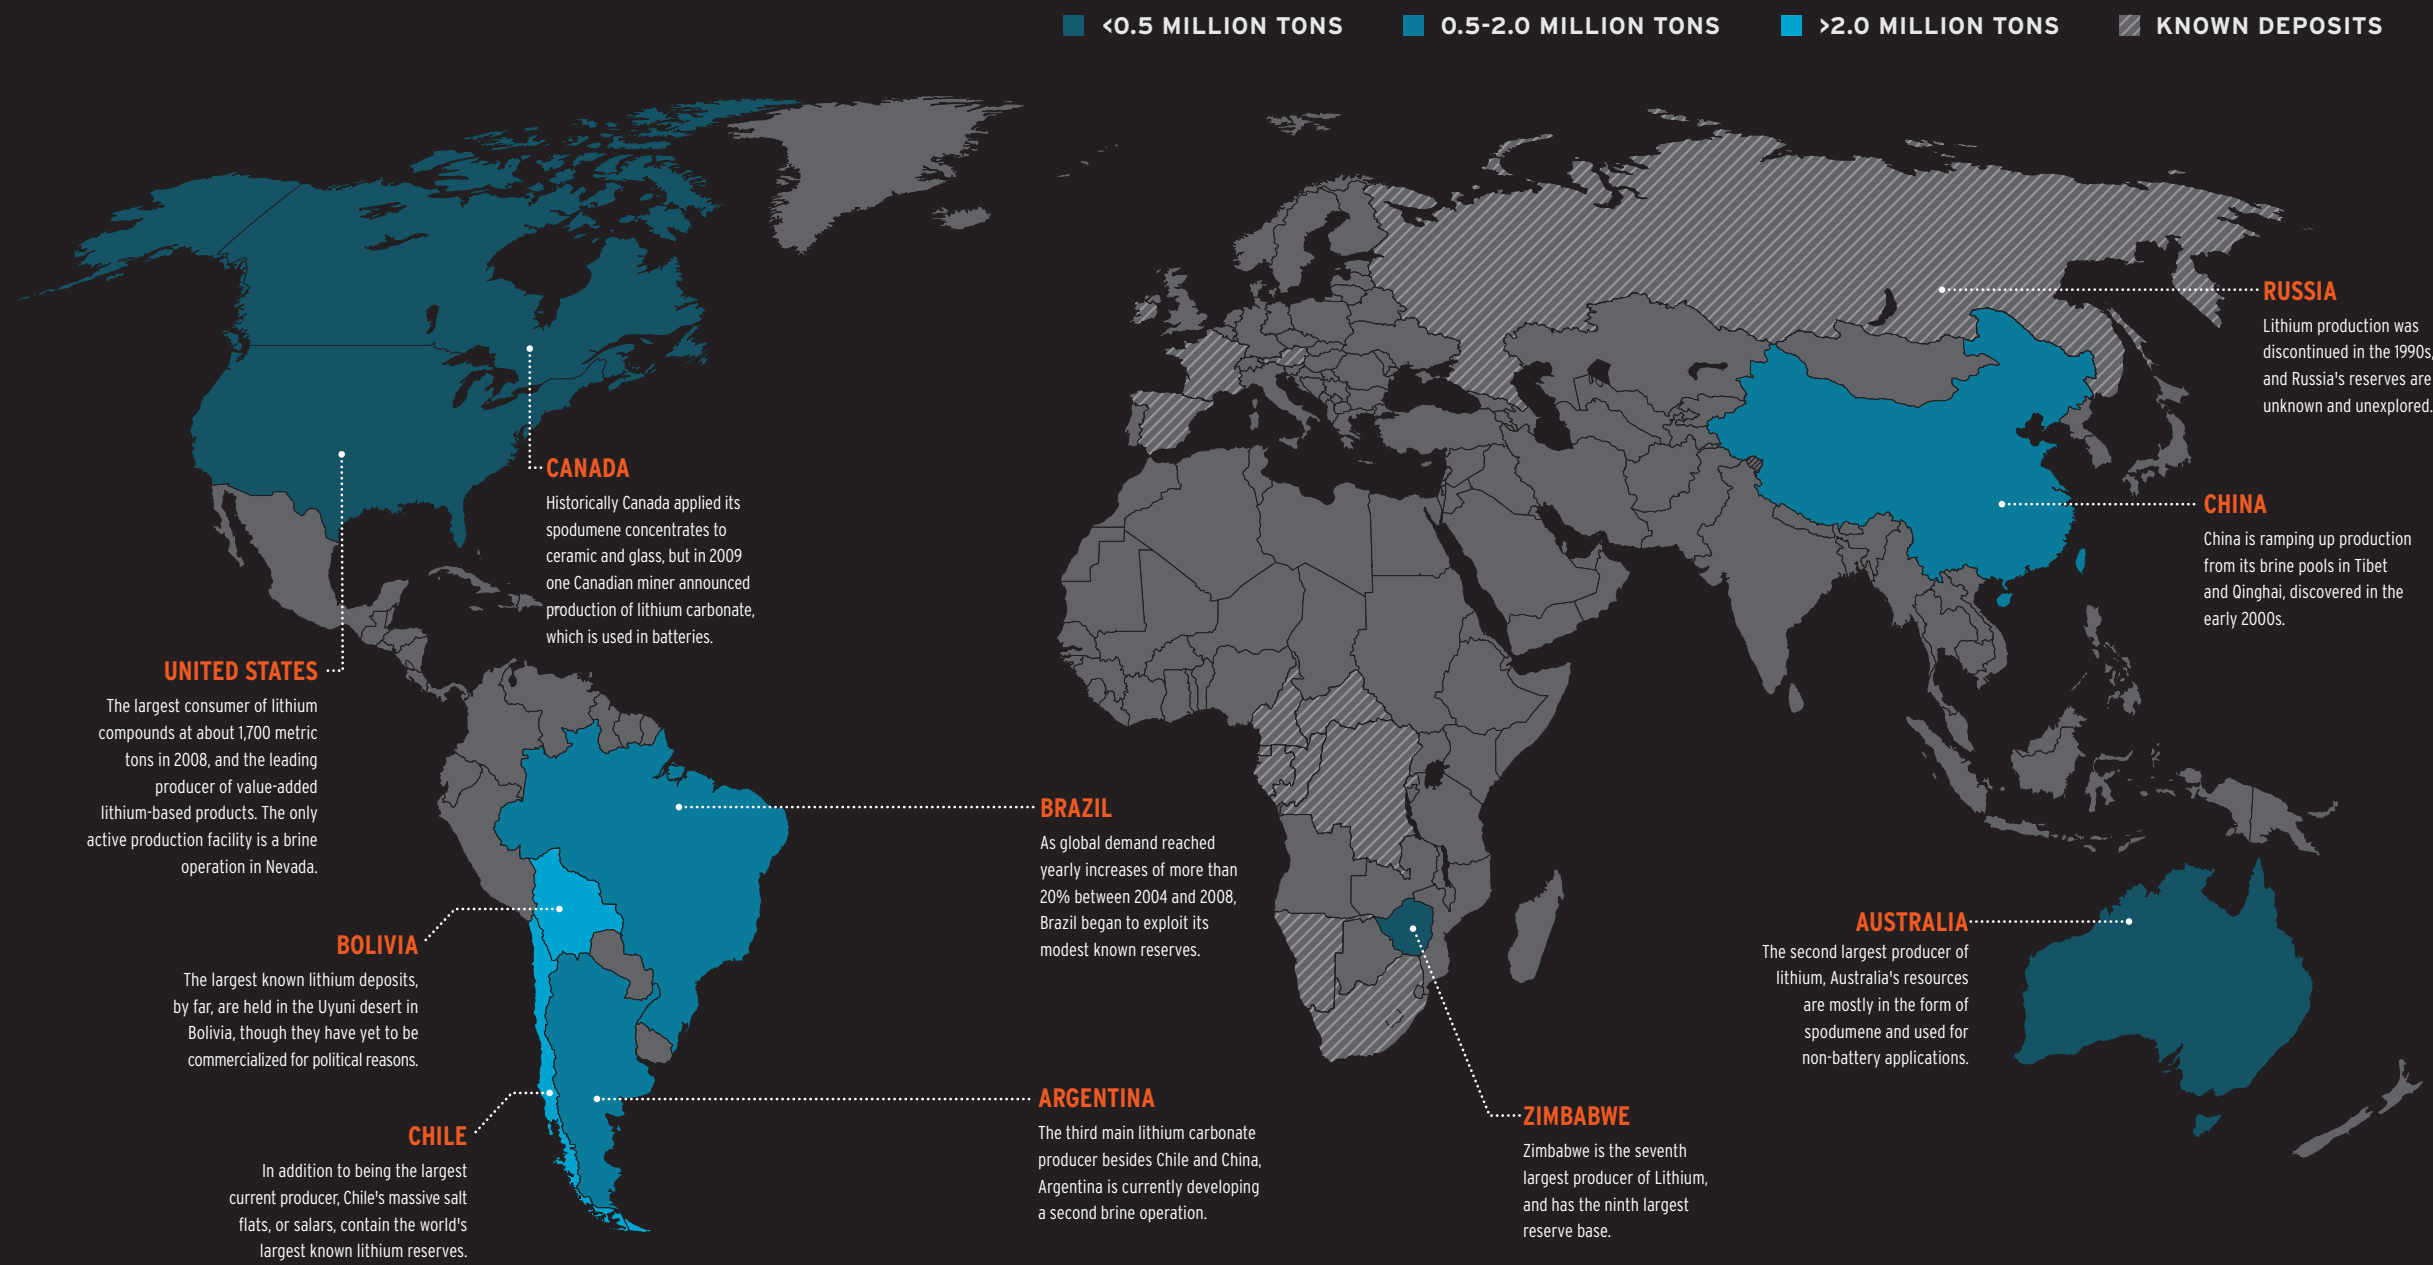 <0.5 MILLION TONS
0.5-2.0 MILLION TONS
>2.0 MILLION TONS
KNOWN DEPOSITS
RUSSIA
Lithium production was
discontinued in the 1990s,
and Russia's reserves are
unknown and unexplored.
CANADA
Historically Canada applied its
spodumene concentrates to
ceramic and glass, but in 2009
one Canadian miner announced
production of lithium carbonate,
which is used in batteries.
CHINA
China is ramping up production
from its brine pools in Tibet
and Qinghai, discovered in the
early 2000s.
UNITED STATES
The largest consumer of lithium
compounds at about 1,700 metric
tons in 2008, and the leading
producer of value-added
lithium-based products. The only
active production facility is a brine
operation in Nevada.
BRAZIL
As global demand reached
yearly increases of more than
20% between 2004 and 2008,
Brazil began to exploit its
modest known reserves.
BOLIVIA
The largest known lithium deposits,
by far, are held in the Uyuni desert in
Bolivia, though they have yet to be
commercialized for political reasons.
AUSTRALIA
The second largest producer of
lithium, Australia's resources
are mostly in the form of
spodumene and used for
non-battery applications.
CHILE
In addition to being the largest
current producer, Chile's massive salt
flats, or salars, contain the world's
largest known lithium reserves.
ARGENTINA
The third main lithium carbonate
producer besides Chile and China,
Argentina is currently developing
a second brine operation.
ZIMBABWE
Zimbabwe is the seventh
largest producer of Lithium,
and has the ninth largest
reserve base.